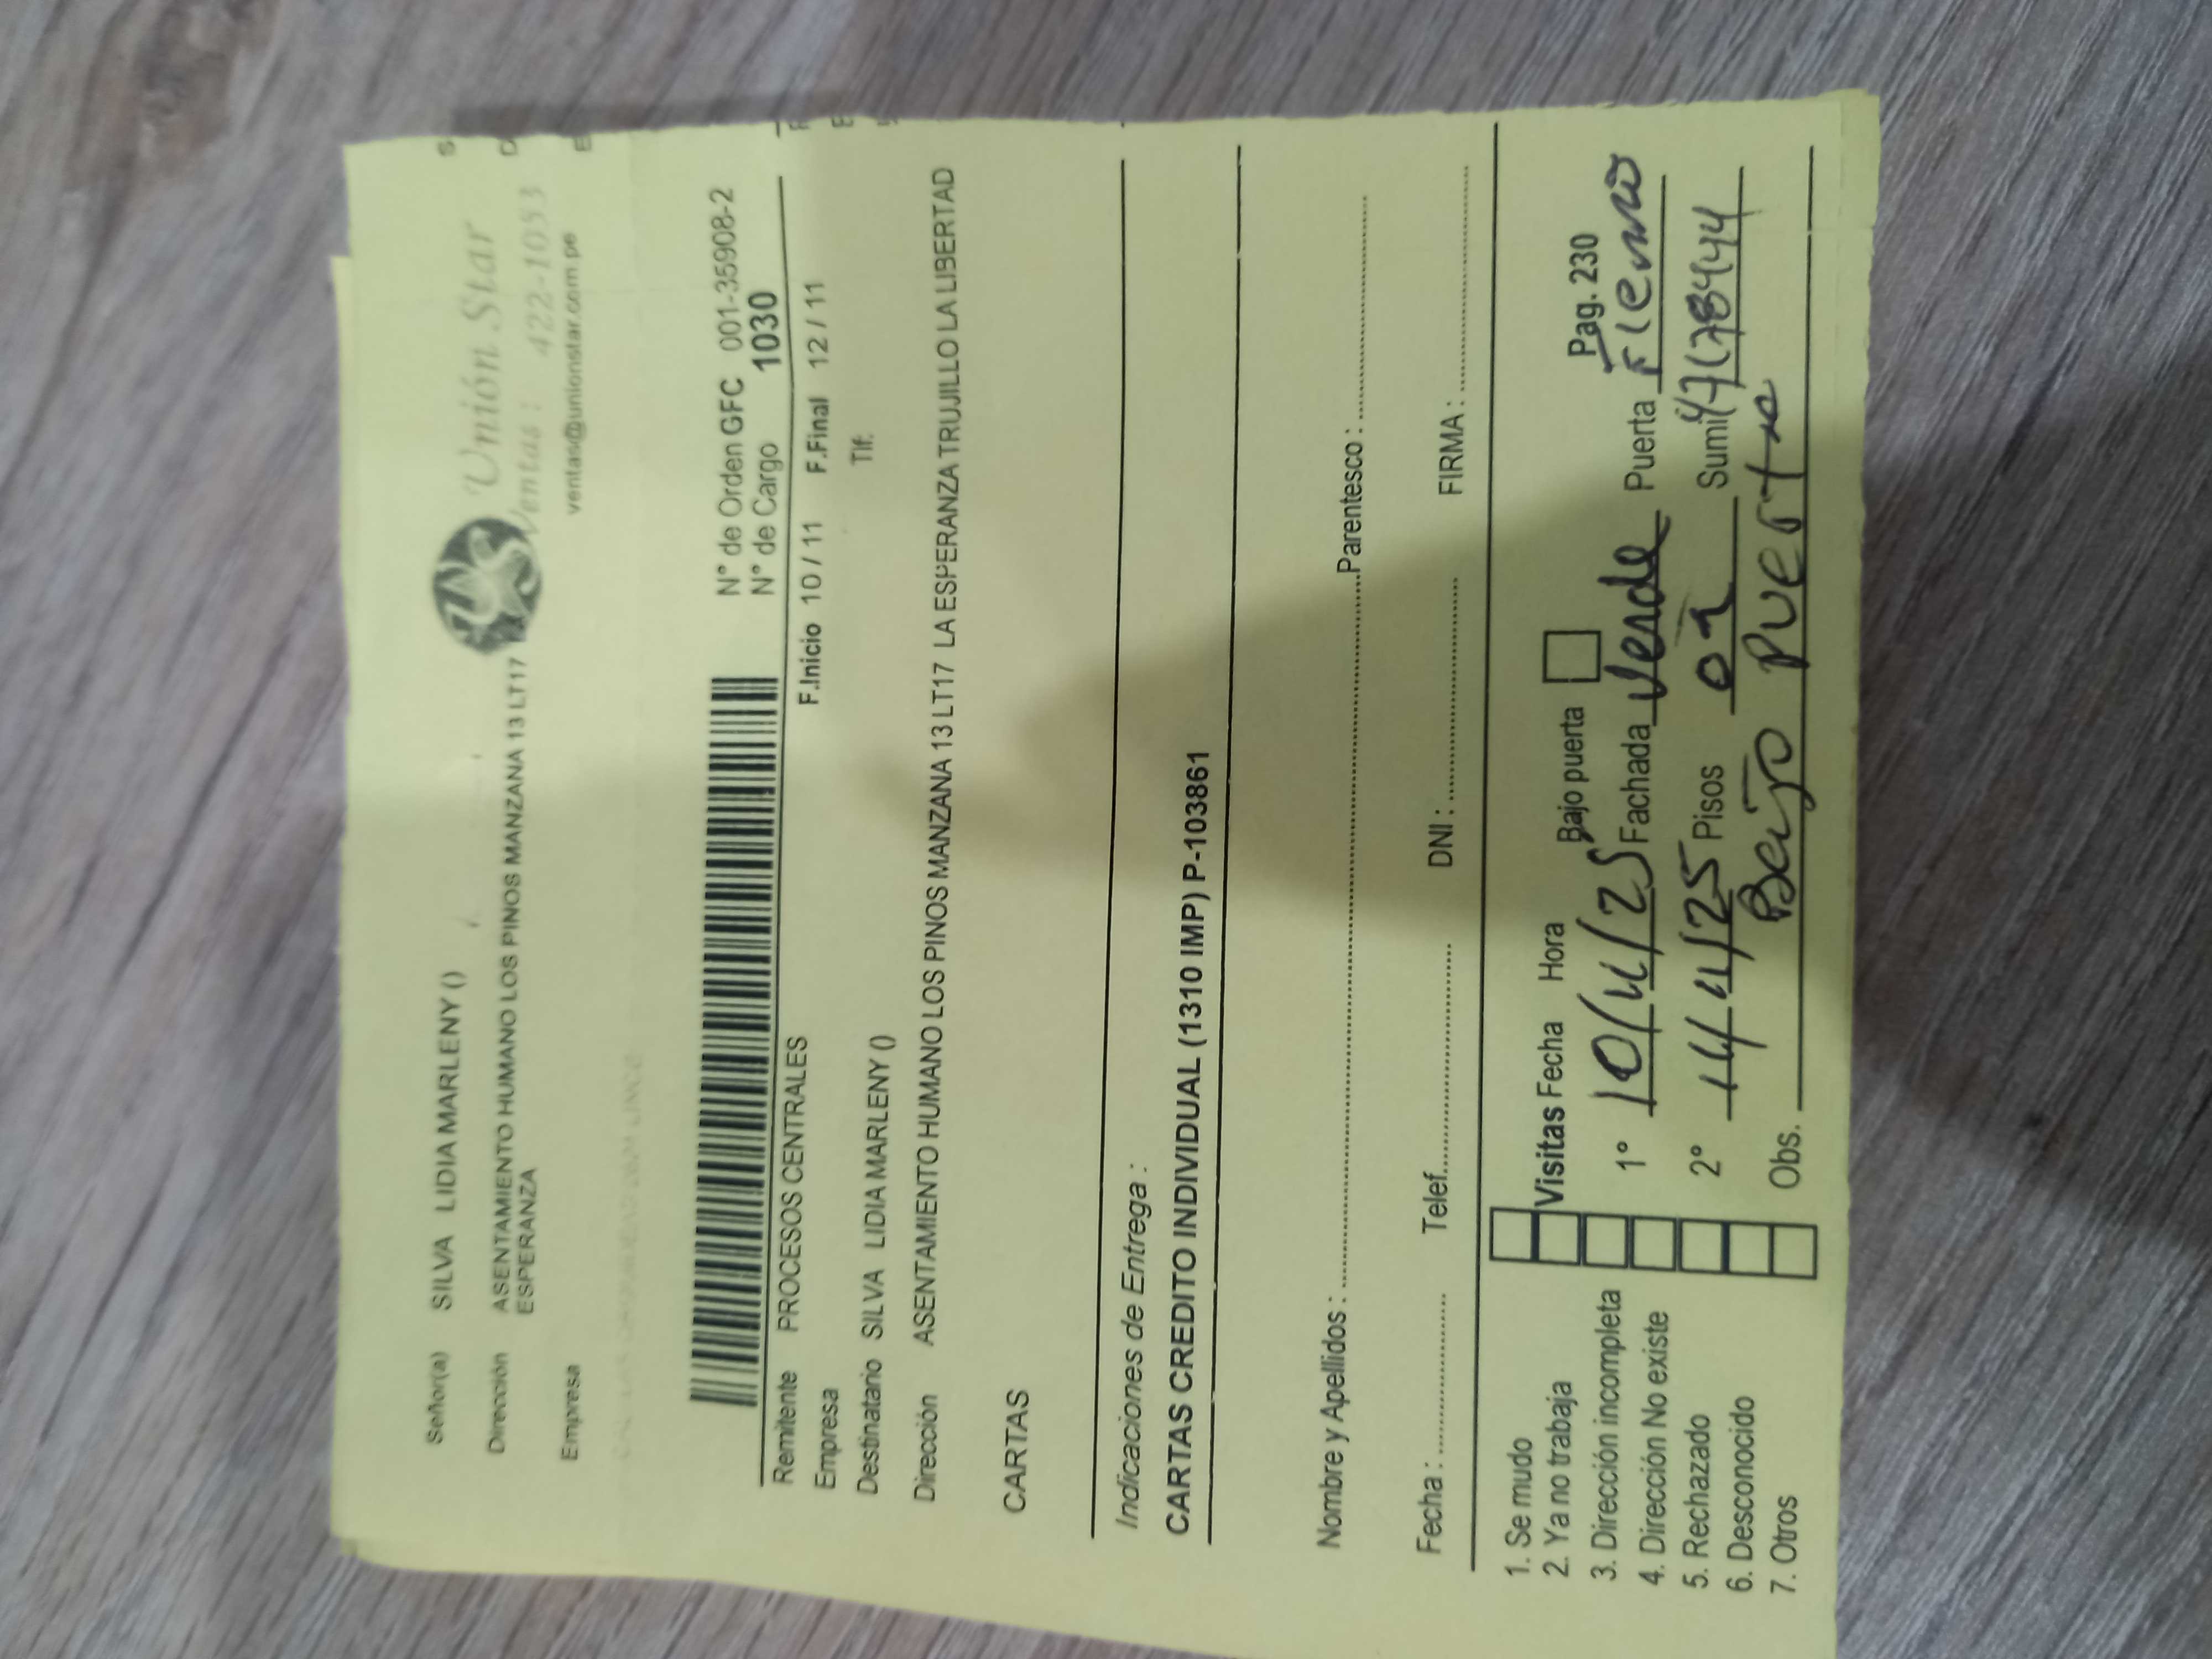 Señor(a) SILVA LIDIA MARLENY ()
Unión Star
Dirección ASENTAMIENTO HUMANO LOS PINOS MANZANA 13 LT17
ESPERANZA
Ventas : 422-1053
Empresa
ventas@unionstar.com.pe
N° de Orden GFC 001-35908-2
N° de Cargo 1030
Remitente PROCESOS CENTRALES
F.Inicio 10 / 11 F.Final 12 / 11
Empresa
Tlf:
Destinatario SILVA LIDIA MARLENY ()
Dirección ASENTAMIENTO HUMANO LOS PINOS MANZANA 13 LT17 LA ESPERANZA TRUJILLO LA LIBERTAD
CARTAS
Indicaciones de Entrega :
CARTAS CREDITO INDIVIDUAL (1310 IMP) P-103861
Nombre y Apellidos : Parentesco :
Fecha : Telef. DNI : FIRMA :
1. Se mudo
2. Ya no trabaja
3. Dirección incompleta
4. Dirección No existe
5. Rechazado
6. Desconocido
7. Otros
Visitas Fecha Hora Bajo puerta Pag. 230
1° 10/11/25 Fachada Verde Puerta Fierro
2° 14/11/25 Pisos 01 Sumi
Obs. Bajo puerta